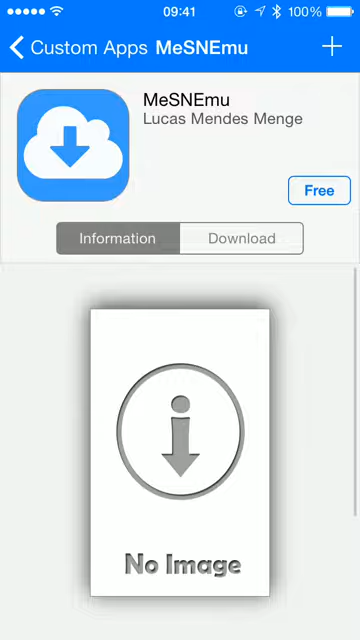 09:41
100%
Custom Apps MeSNEmu
MeSNEmu
Lucas Mendes Menge
Free
Information
Download
No Image